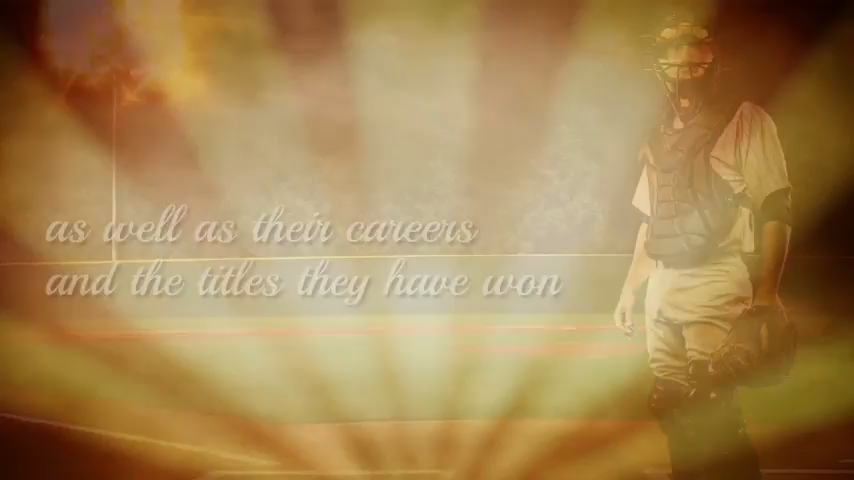 as well as their careers
and the titles they have won